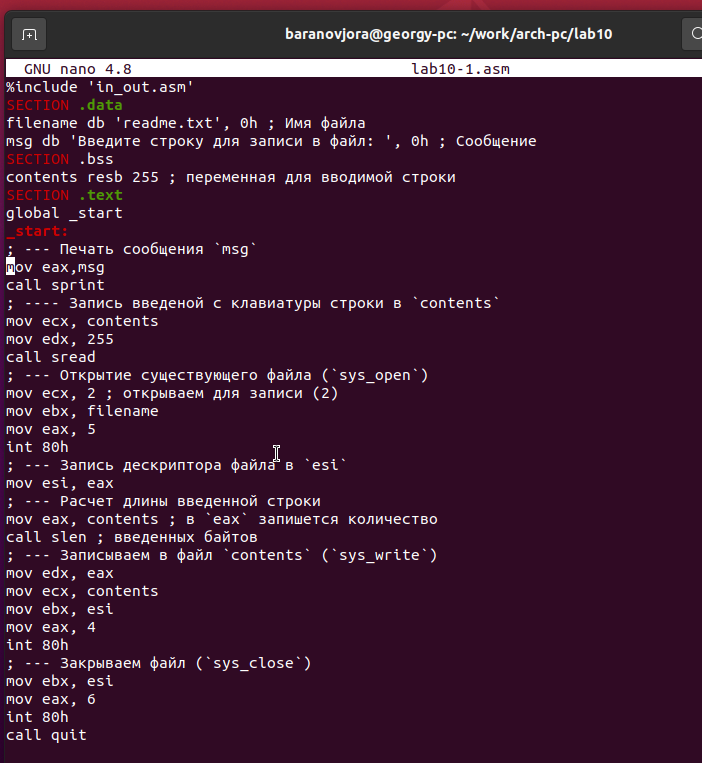 baranovjora@georgy-pc: ~/work/arch-pc/lab10
GNU nano 4.8 lab10-1.asm
%include 'in_out.asm'
SECTION .data
filename db 'readme.txt', 0h ; Имя файла
msg db 'Введите строку для записи в файл: ', 0h ; Сообщение
SECTION .bss
contents resb 255 ; переменная для вводимой строки
SECTION .text
global _start
_start:
; --- Печать сообщения `msg`
mov eax,msg
call sprint
; ---- Запись введеной с клавиатуры строки в `contents`
mov ecx, contents
mov edx, 255
call sread
; --- Открытие существующего файла (`sys_open`)
mov ecx, 2 ; открываем для записи (2)
mov ebx, filename
mov eax, 5
int 80h
; --- Запись дескриптора файла в `esi`
mov esi, eax
; --- Расчет длины введенной строки
mov eax, contents ; в `eax` запишется количество
call slen ; введенных байтов
; --- Записываем в файл `contents` (`sys_write`)
mov edx, eax
mov ecx, contents
mov ebx, esi
mov eax, 4
int 80h
; --- Закрываем файл (`sys_close`)
mov ebx, esi
mov eax, 6
int 80h
call quit